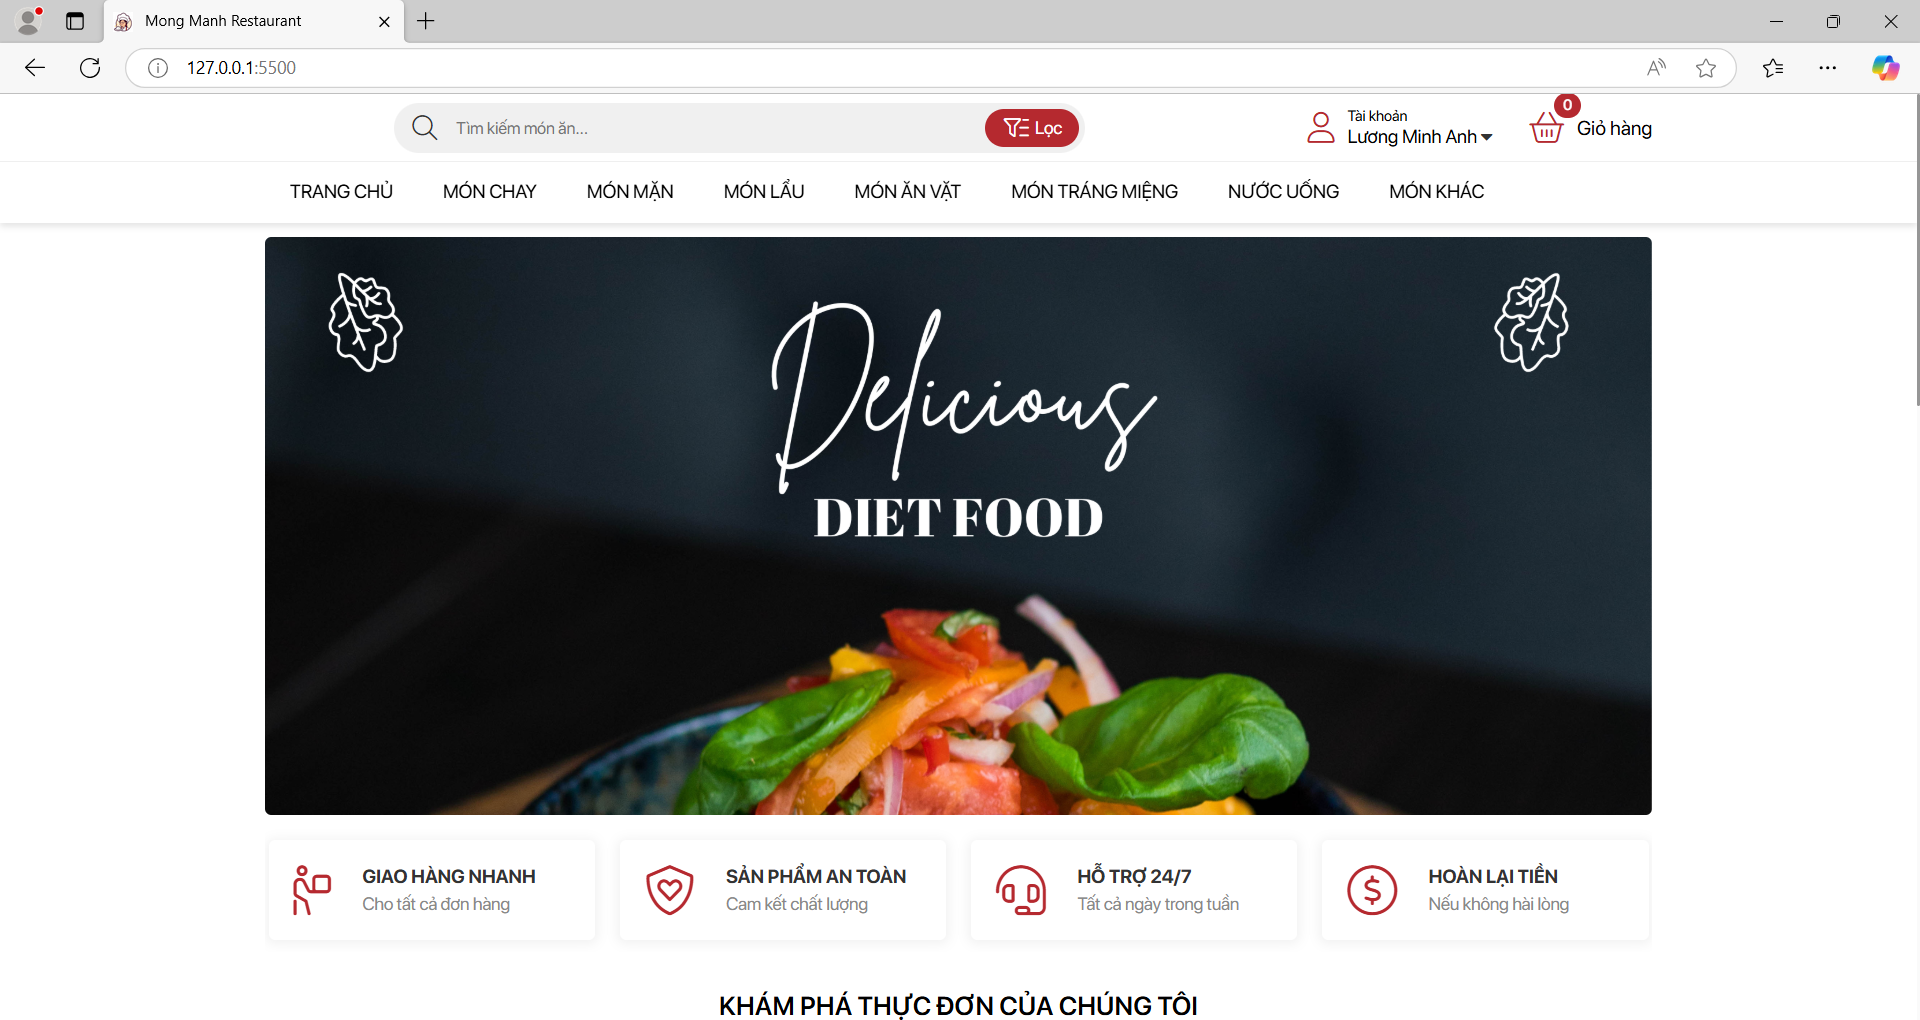 Mong Manh Restaurant
127.0.0.1:5500
Tìm kiếm món ăn...
Lọc
Tài khoản
Lương Minh Anh
0
Giỏ hàng
TRANG CHỦ
MÓN CHAY
MÓN MẶN
MÓN LẨU
MÓN ĂN VẶT
MÓN TRÁNG MIỆNG
NƯỚC UỐNG
MÓN KHÁC
Delicious
DIET FOOD
GIAO HÀNG NHANH
Cho tất cả đơn hàng
SẢN PHẨM AN TOÀN
Cam kết chất lượng
HỖ TRỢ 24/7
Tất cả ngày trong tuần
HOÀN LẠI TIỀN
Nếu không hài lòng
KHÁM PHÁ THỰC ĐƠN CỦA CHÚNG TÔI